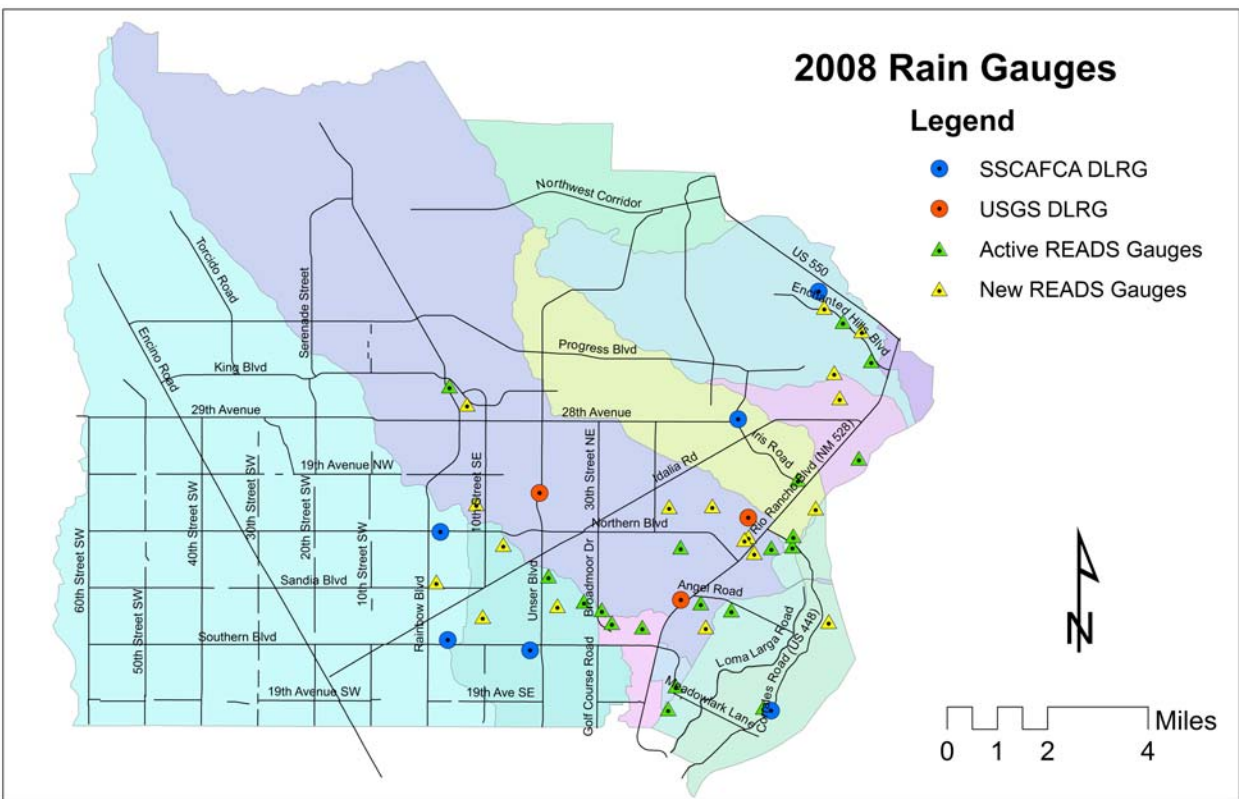 2008 Rain Gauges
Legend
SSCAFCA DLRG
USGS DLRG
Active READS Gauges
New READS Gauges
Northwest Corridor
US 550
Enchanted Hills Blvd
Torcido Road
Serenade Street
Encino Road
Progress Blvd
King Blvd
29th Avenue
28th Avenue
Iris Road
Rio Rancho Blvd (NM 528)
Idalia Rd
30th Street NE
10th Street SE
19th Avenue NW
30th Street SW
40th Street SW
20th Street SW
Northern Blvd
60th Street SW
50th Street SW
10th Street SW
Sandia Blvd
Rainbow Blvd
Unser Blvd
Broadmoor Dr
Angel Road
Southern Blvd
Loma Larga Road
Corrales Road (US 448)
19th Avenue SW
19th Ave SE
Golf Course Road
Meadowlark Lane
N
Miles
0 1 2 4